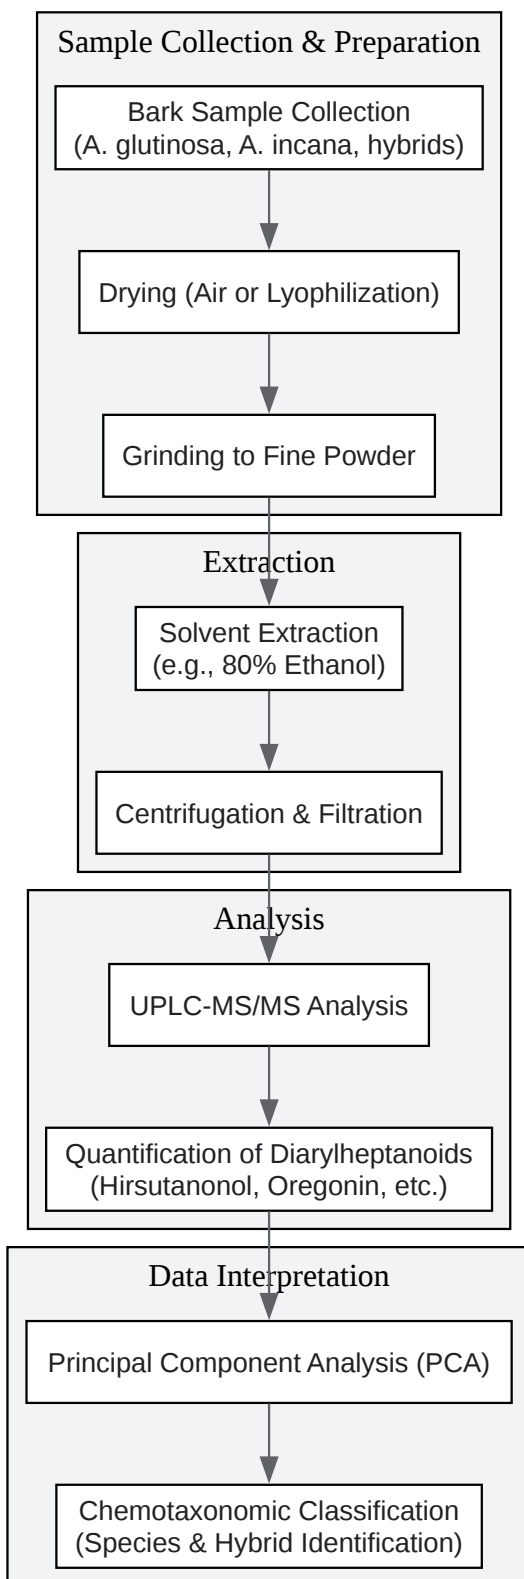 Sample Collection & Preparation
Bark Sample Collection
(A. glutinosa, A. incana, hybrids)
Drying (Air or Lyophilization)
Grinding to Fine Powder
Extraction
Solvent Extraction
(e.g., 80% Ethanol)
Centrifugation & Filtration
Analysis
UPLC-MS/MS Analysis
Quantification of Diarylheptanoids
(Hirsutanonol, Oregonin, etc.)
Data Interpretation
Principal Component Analysis (PCA)
Chemotaxonomic Classification
(Species & Hybrid Identification)